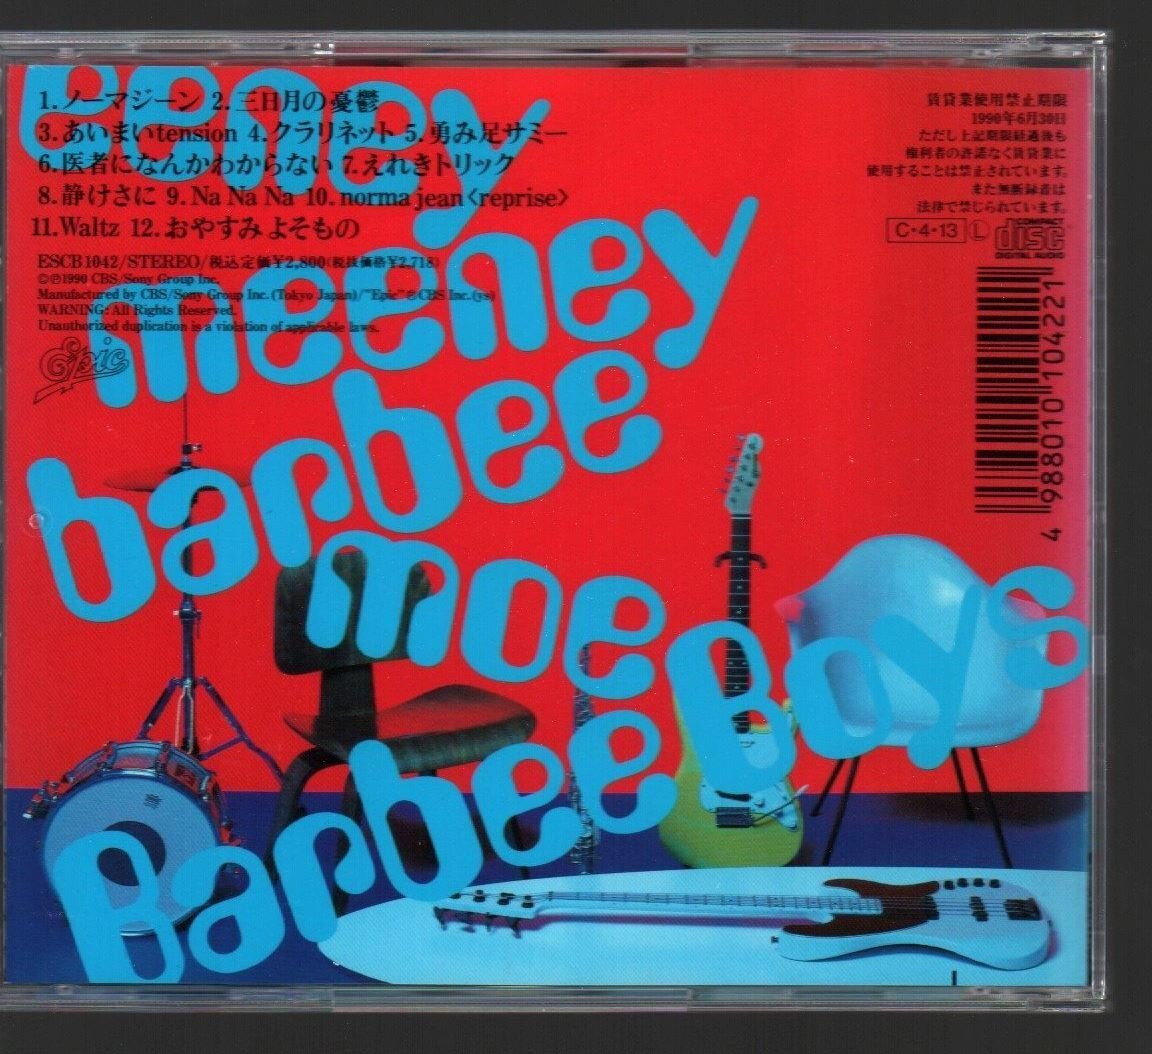 1.ノーマジーン 2.三日月の憂鬱
3.あいまいtension 4.クラリネット 5.勇み足サミー
6.医者になんかわからない 7.えれきトリック
8.静けさに 9.Na Na Na 10.norma jean<reprise>
11.Waltz 12.おやすみ よそもの
ESCB 1042/STEREO/税込定価¥2,800(税抜価格¥2,718)
©℗1990 CBS/Sony Group Inc.
Manufactured by CBS/Sony Group Inc.(Tokyo Japan)/"Epic"® CBS Inc.(ys)
WARNING: All Rights Reserved.
Unauthorized duplication is a violation of applicable laws.
Epic
賃貸業使用禁止期限
1990年6月30日
ただし上記期限経過後も
権利者の許諾なく賃貸業に
使用することは禁止されています。
また無断録音は
法律で禁じられています。
C・4・13 L
COMPACT
disc
DIGITAL AUDIO
4 988010 104221
eeney
meeney
barbee
moe
BarbeeBoys